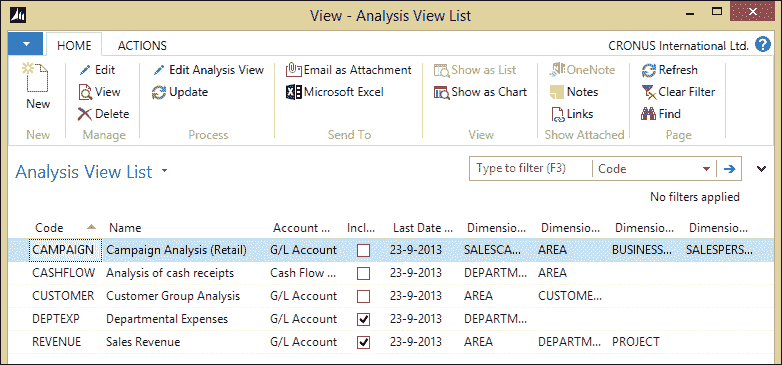 View - Analysis View List
HOME ACTIONS CRONUS International Ltd.
New
Edit
View
Delete
Edit Analysis View
Update
Email as Attachment
Microsoft Excel
Show as List
Show as Chart
OneNote
Notes
Links
Refresh
Clear Filter
Find
New Manage Process Send To View Show Attached Page
Analysis View List
Type to filter (F3) Code
No filters applied
Code Name Account ... Incl... Last Date ... Dimensio... Dimensio... Dimensio... Dimensio...
CAMPAIGN Campaign Analysis (Retail) G/L Account 23-9-2013 SALESCA... AREA BUSINESS... SALESPERS...
CASHFLOW Analysis of cash receipts Cash Flow ... 23-9-2013 DEPARTM... AREA
CUSTOMER Customer Group Analysis G/L Account 23-9-2013 AREA CUSTOME...
DEPTEXP Departmental Expenses G/L Account 23-9-2013 DEPARTM...
REVENUE Sales Revenue G/L Account 23-9-2013 AREA DEPARTM... PROJECT